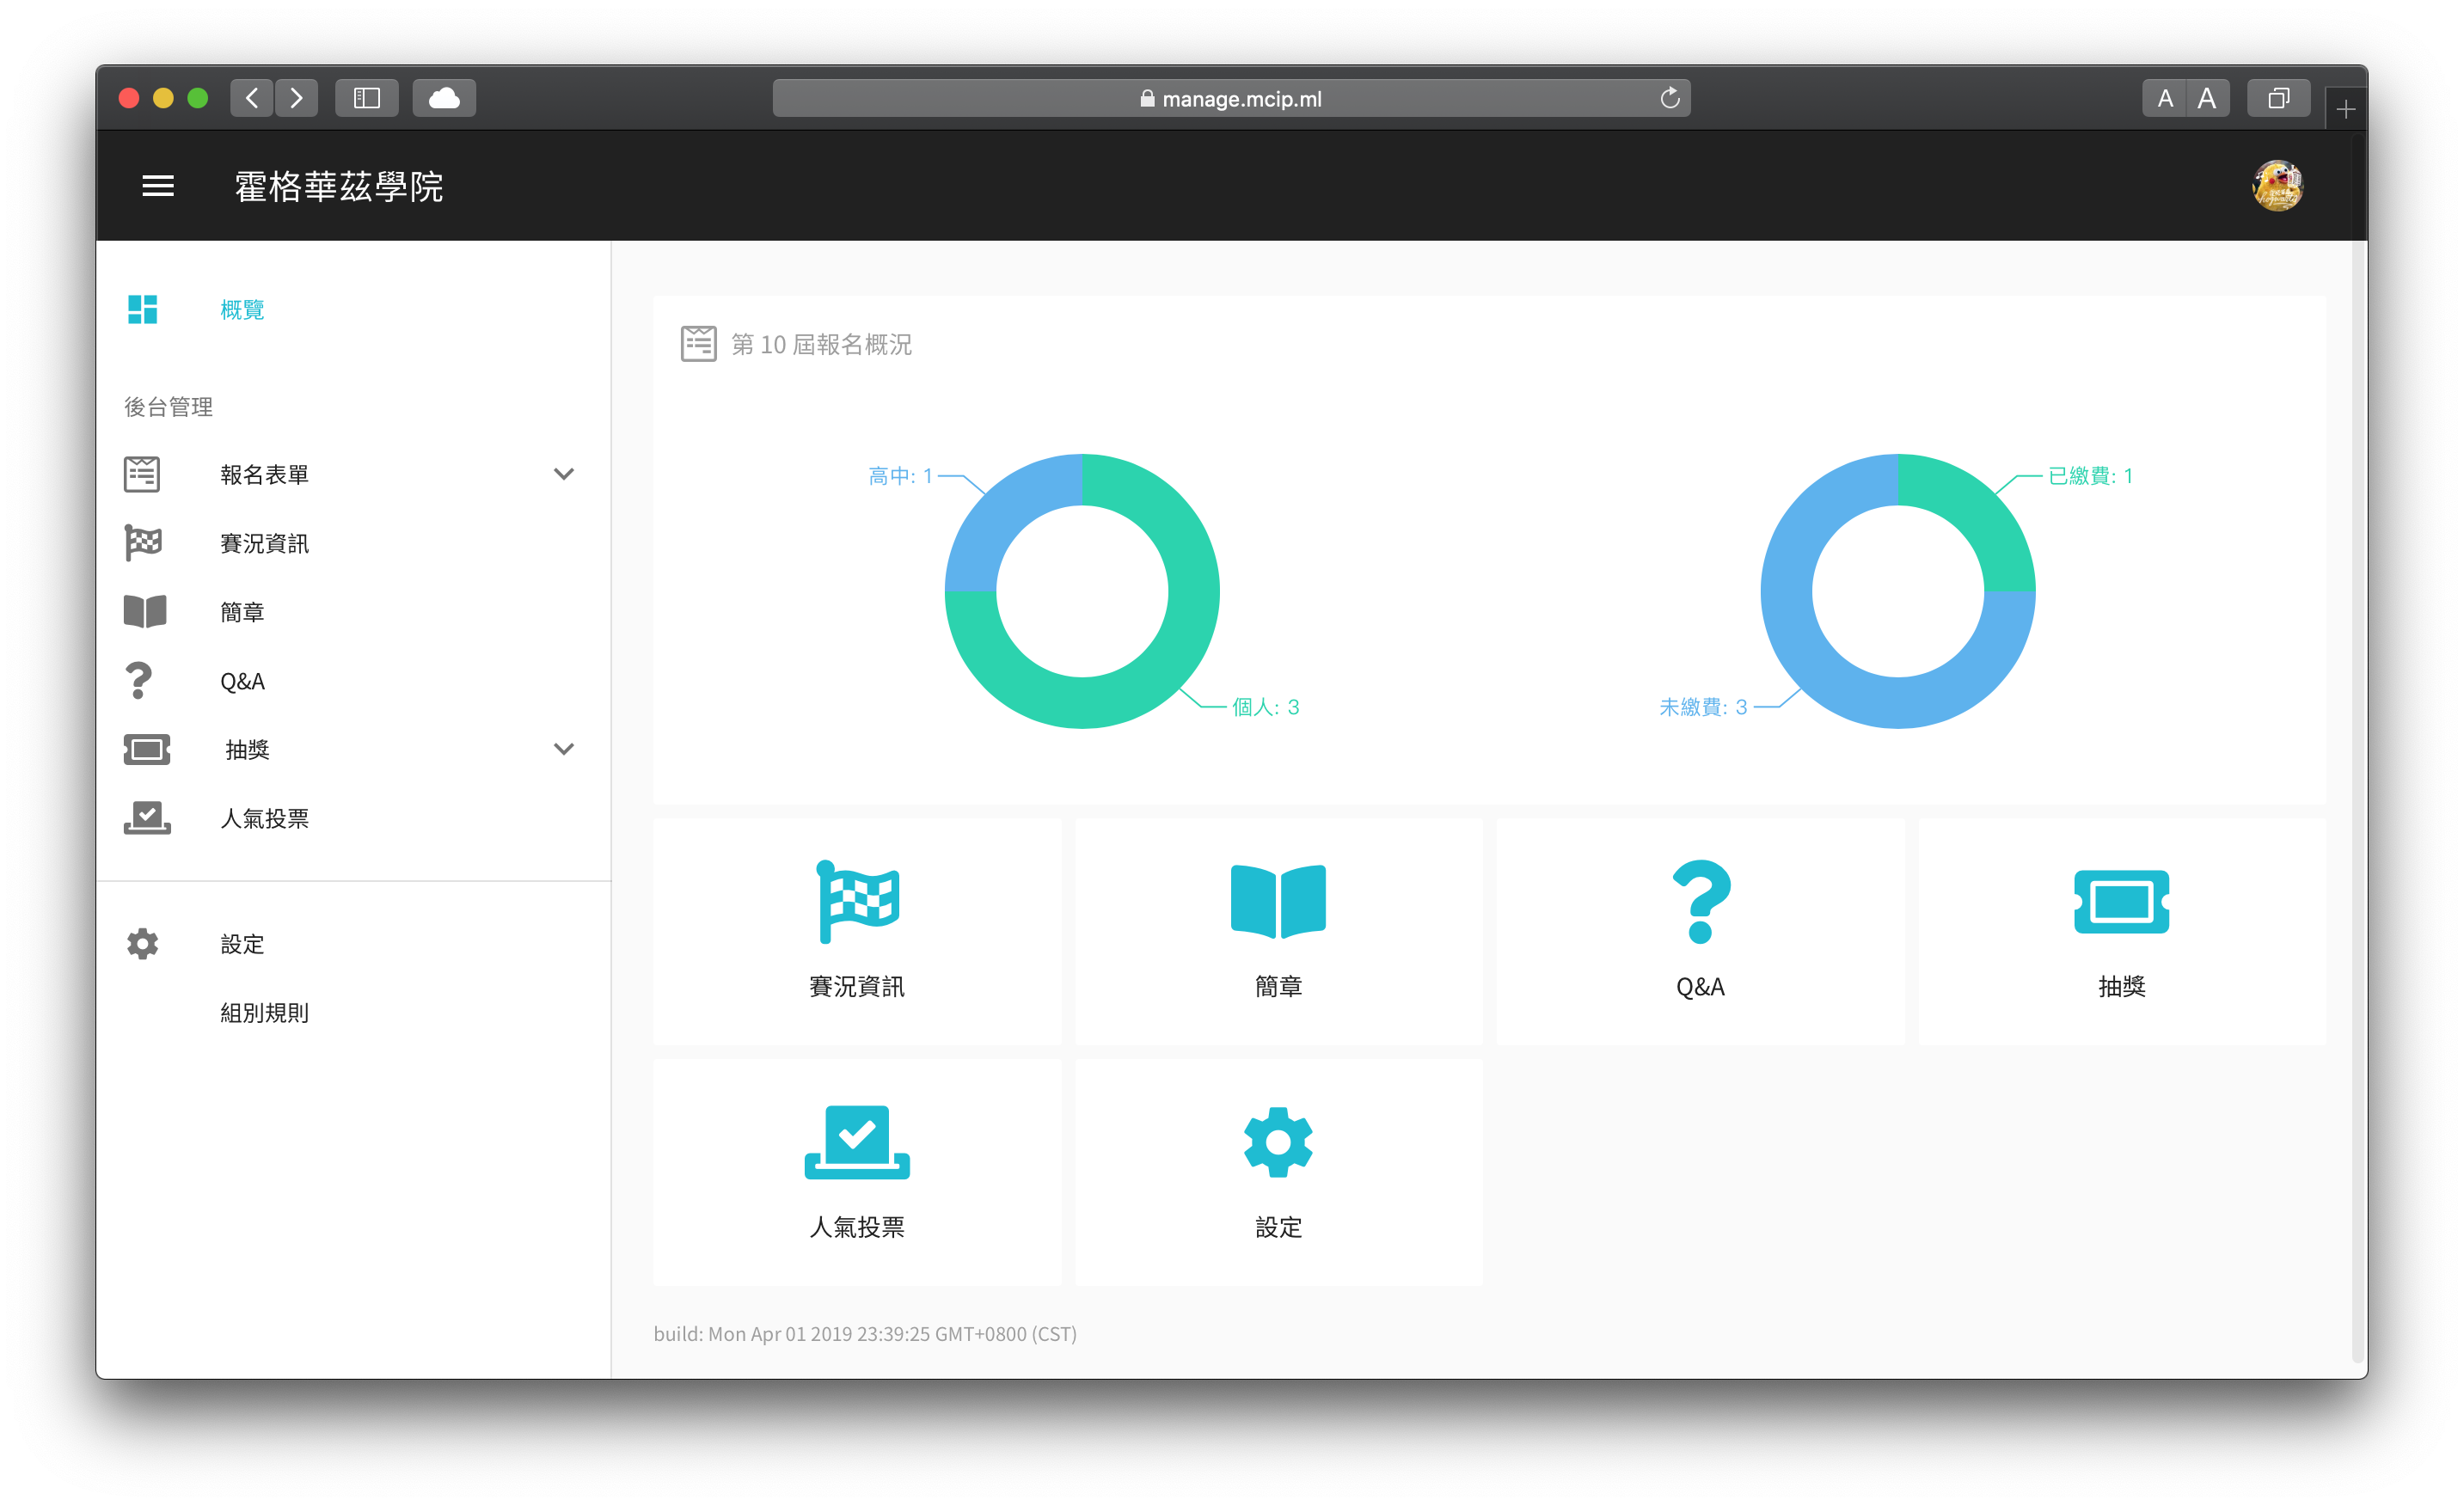 manage.mcip.ml
A A
霍格華茲學院
概覽
後台管理
報名表單
賽況資訊
簡章
Q&A
抽獎
人氣投票
設定
組別規則
第 10 屆報名概況
高中: 1
個人: 3
已繳費: 1
未繳費: 3
賽況資訊
簡章
Q&A
抽獎
人氣投票
設定
build: Mon Apr 01 2019 23:39:25 GMT+0800 (CST)